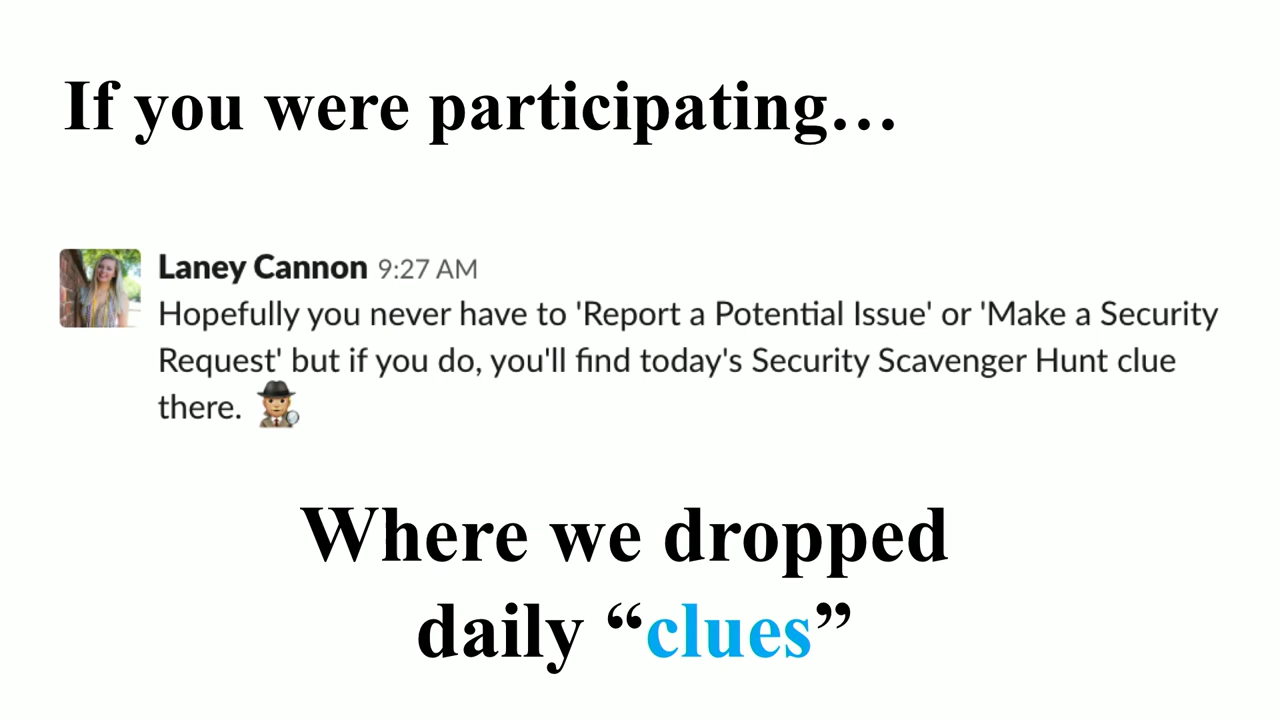 If you were participating…
Laney Cannon 9:27 AM
Hopefully you never have to 'Report a Potential Issue' or 'Make a Security
Request' but if you do, you'll find today's Security Scavenger Hunt clue
there.
Where we dropped
daily “clues”